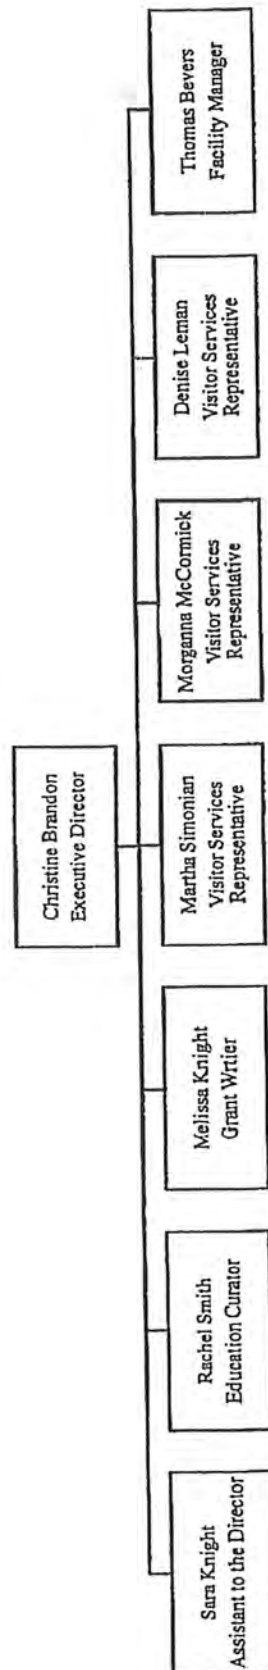 Christine Brandon
Executive Director
Sara Knight
Assistant to the Director
Rachel Smith
Education Curator
Melissa Knight
Grant Wrtier
Martha Simonian
Visitor Services
Representative
Morganna McCormick
Visitor Services
Representative
Denise Leman
Visitor Services
Representative
Thomas Bevers
Facility Manager